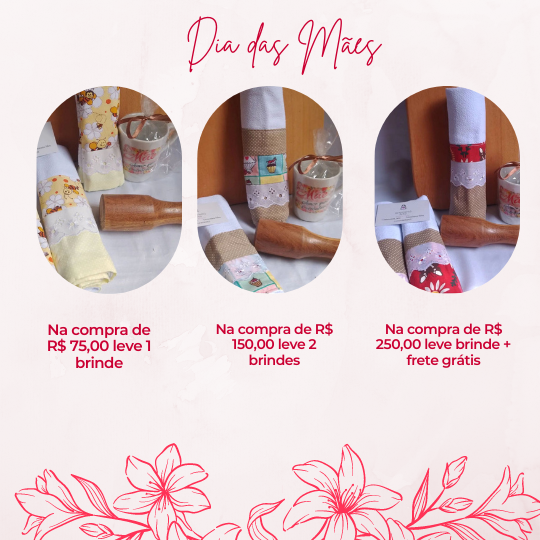 Dia das Mães
Na compra de
R$ 75,00 leve 1
brinde
Na compra de R$
150,00 leve 2
brindes
Na compra de R$
250,00 leve brinde +
frete grátis